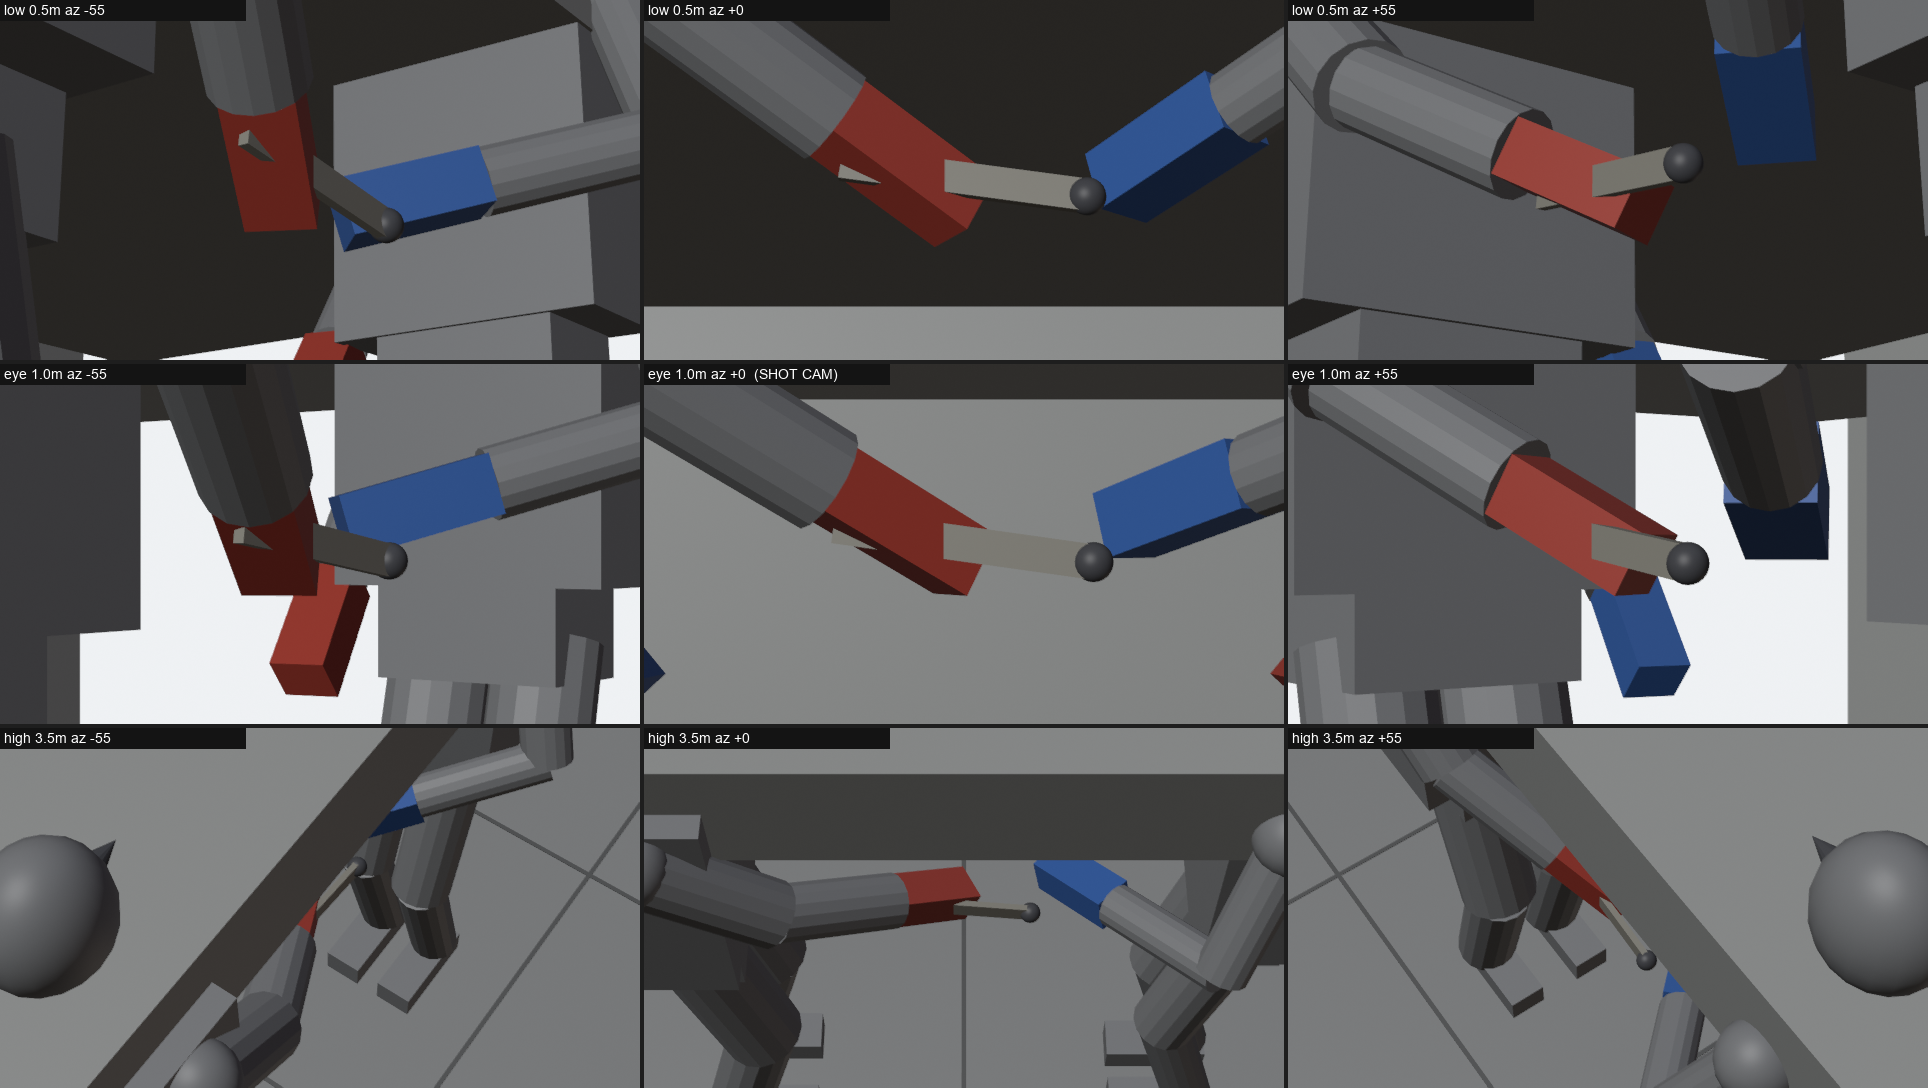 low 0.5m az -55
low 0.5m az +0
low 0.5m az +55
eye 1.0m az -55
eye 1.0m az +0 (SHOT CAM)
eye 1.0m az +55
high 3.5m az -55
high 3.5m az +0
high 3.5m az +55